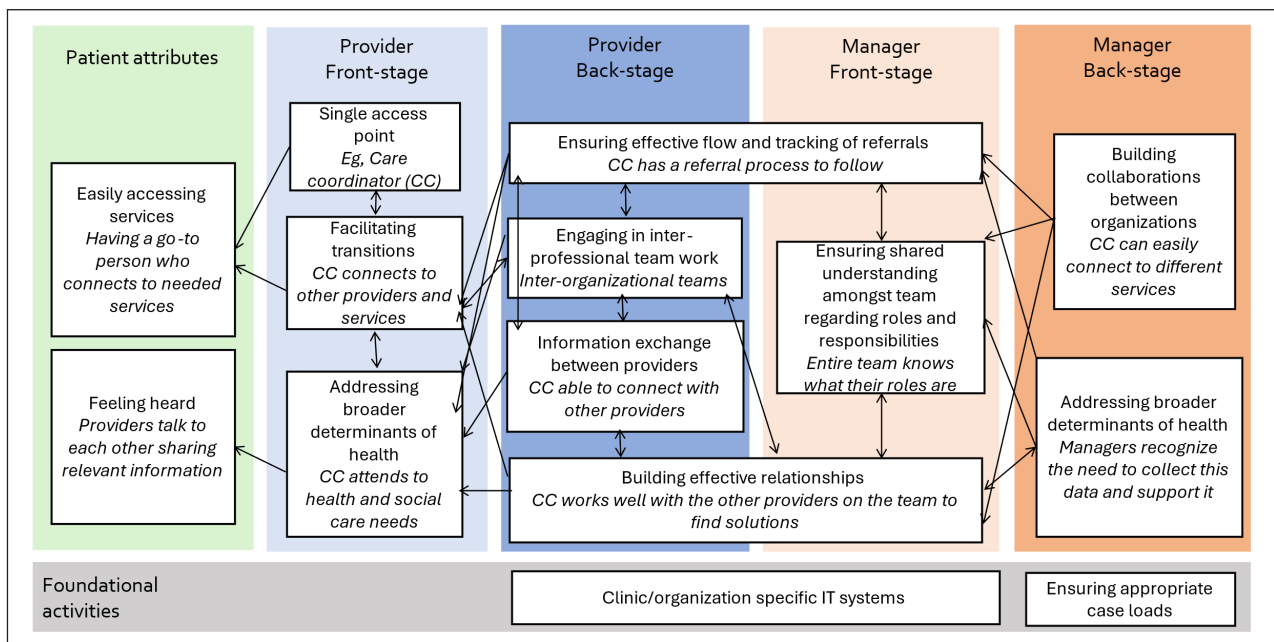 Patient attributes
Provider
Front-stage
Provider
Back-stage
Manager
Front-stage
Manager
Back-stage
Easily accessing
services
Having a go-to
person who
connects to needed
services
Feeling heard
Providers talk to
each other sharing
relevant information
Single access
point
Eg, Care
coordinator (CC)
Facilitating
transitions
CC connects to
other providers and
services
Addressing
broader
determinants of
health
CC attends to
health and social
care needs
Ensuring effective flow and tracking of referrals
CC has a referral process to follow
Engaging in inter-
professional team work
Inter-organizational teams
Information exchange
between providers
CC able to connect with
other providers
Building effective relationships
CC works well with the other providers on the team to
find solutions
Ensuring shared
understanding
amongst team
regarding roles and
responsibilities
Entire team knows
what their roles are
Building
collaborations
between
organizations
CC can easily
connect to different
services
Addressing broader
determinants of health
Managers recognize
the need to collect this
data and support it
Foundational
activities
Clinic/organization specific IT systems
Ensuring appropriate
case loads